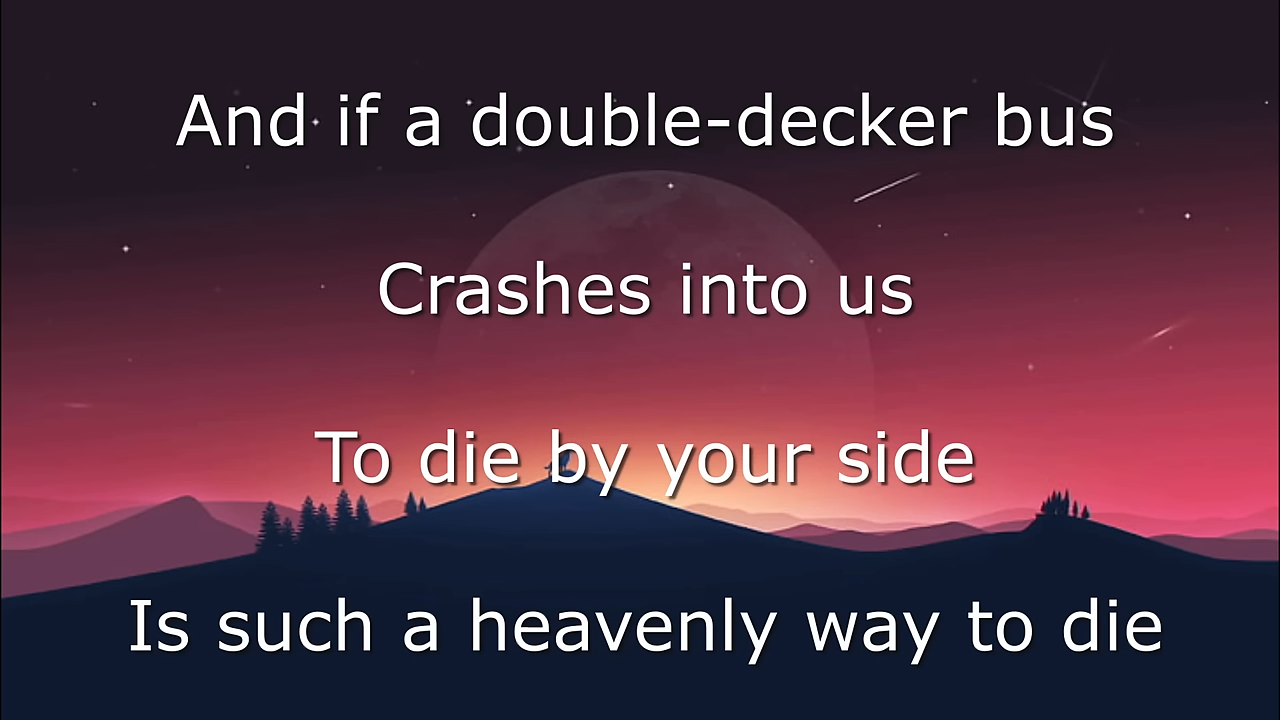 And if a double-decker bus
Crashes into us
To die by your side
Is such a heavenly way to die